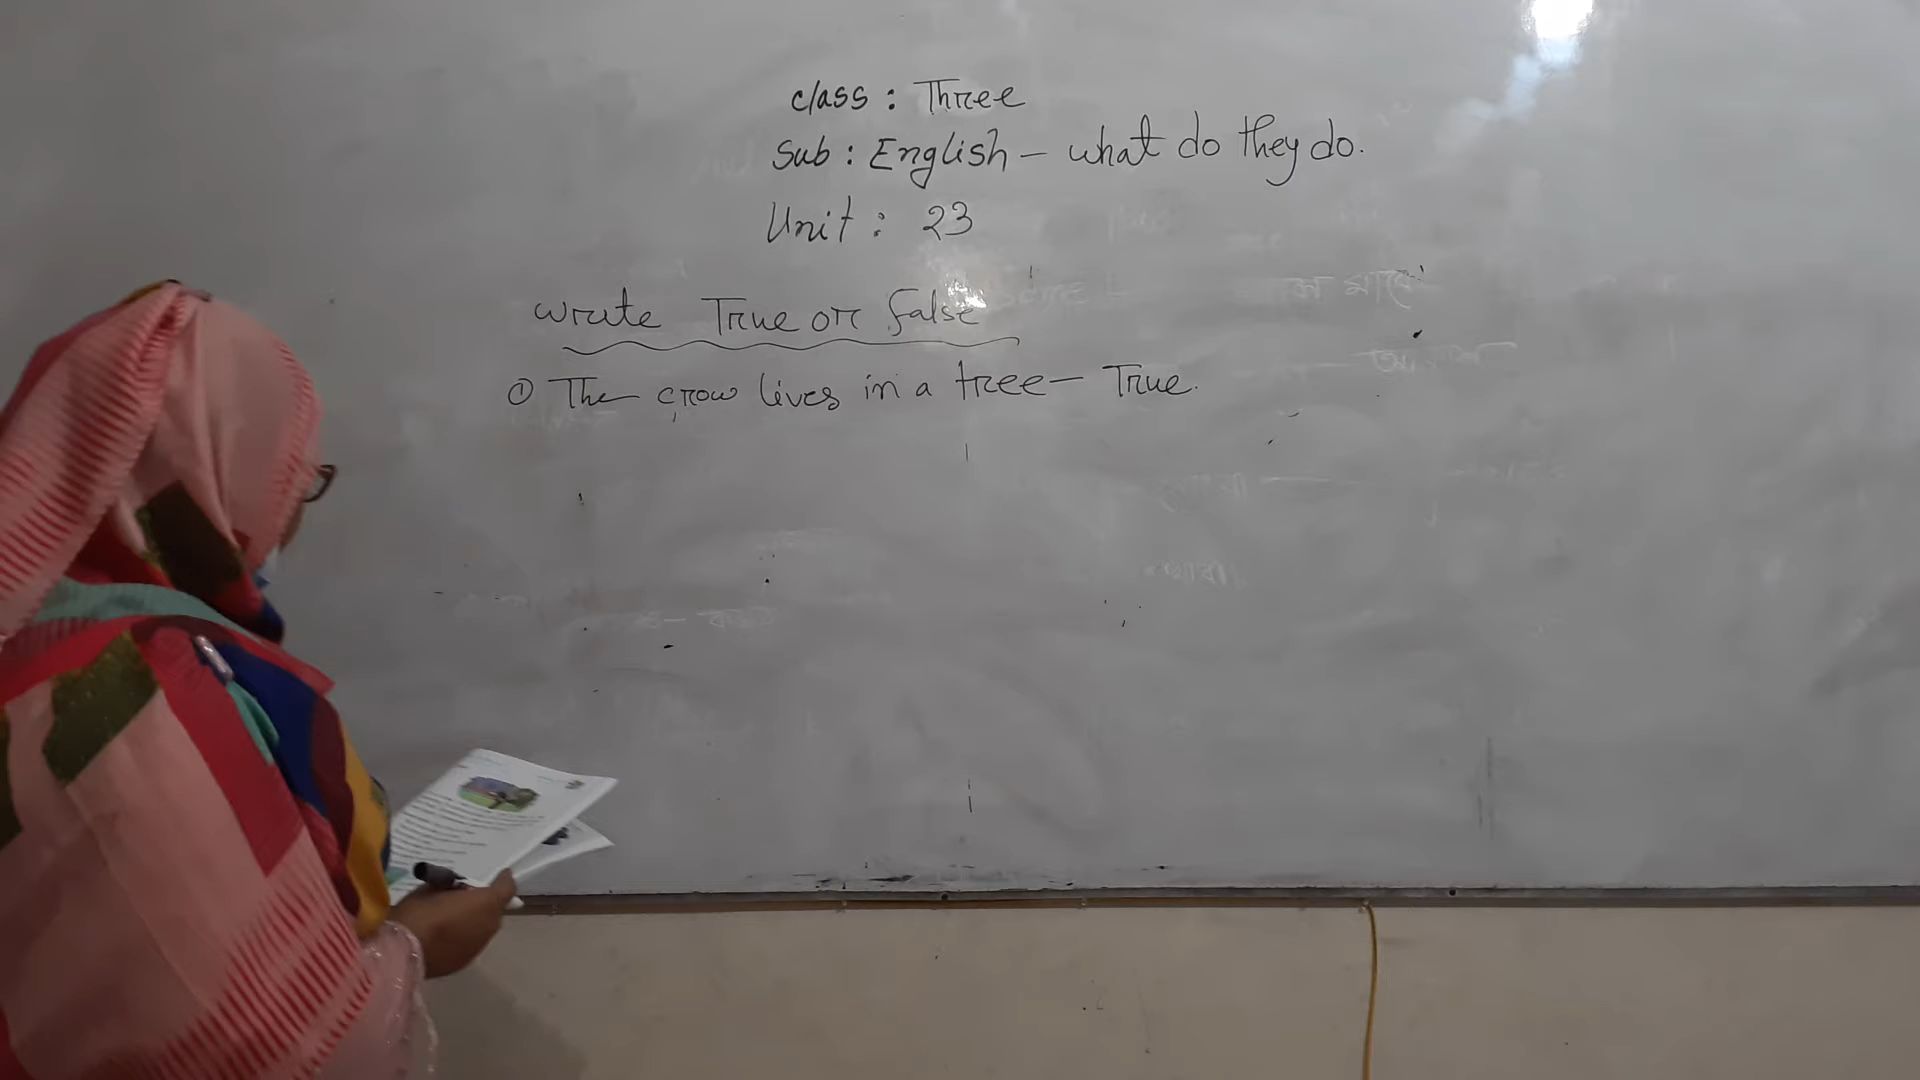 class : Three
Sub : English – what do they do.
Unit : 23
write True or false
① The crow lives in a tree – True.